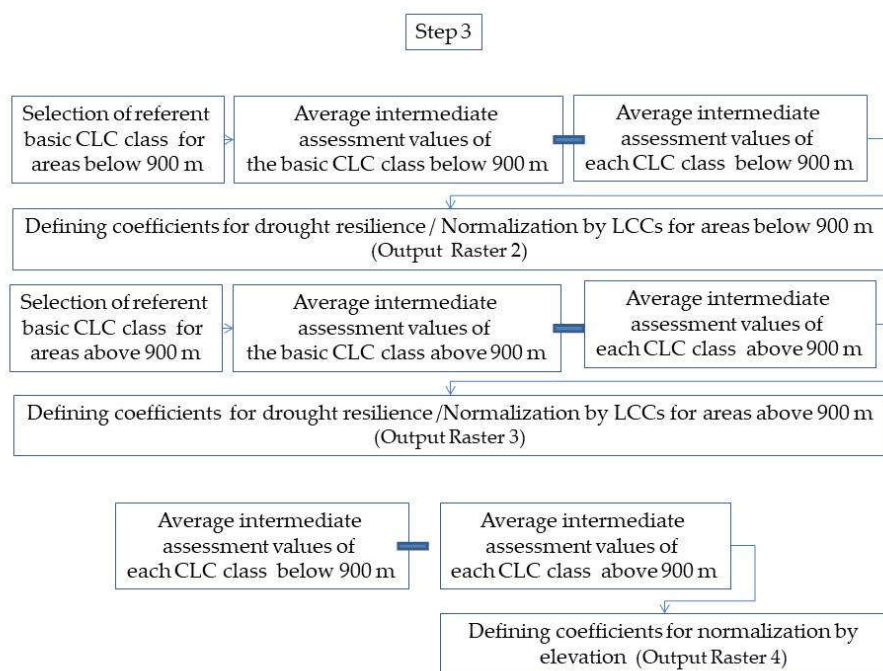 Step 3
Selection of referent
basic CLC class for
areas below 900 m
Average intermediate
assessment values of
the basic CLC class below 900 m
Average intermediate
assessment values of
each CLC class below 900 m
Defining coefficients for drought resilience / Normalization by LCCs for areas below 900 m
(Output Raster 2)
Selection of referent
basic CLC class for
areas above 900 m
Average intermediate
assessment values of
the basic CLC class above 900 m
Average intermediate
assessment values of
each CLC class above 900 m
Defining coefficients for drought resilience /Normalization by LCCs for areas above 900 m
(Output Raster 3)
Average intermediate
assessment values of
each CLC class below 900 m
Average intermediate
assessment values of
each CLC class above 900 m
Defining coefficients for normalization by
elevation (Output Raster 4)